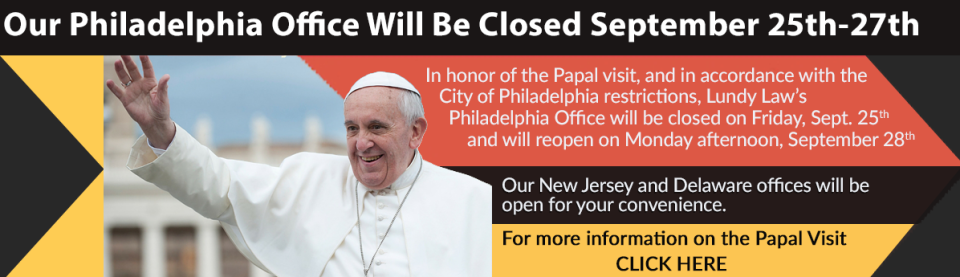 Our Philadelphia Office Will Be Closed September 25th-27th
In honor of the Papal visit, and in accordance with the
City of Philadelphia restrictions, Lundy Law's
Philadelphia Office will be closed on Friday, Sept. 25th
and will reopen on Monday afternoon, September 28th
Our New Jersey and Delaware offices will be
open for your convenience.
For more information on the Papal Visit
CLICK HERE